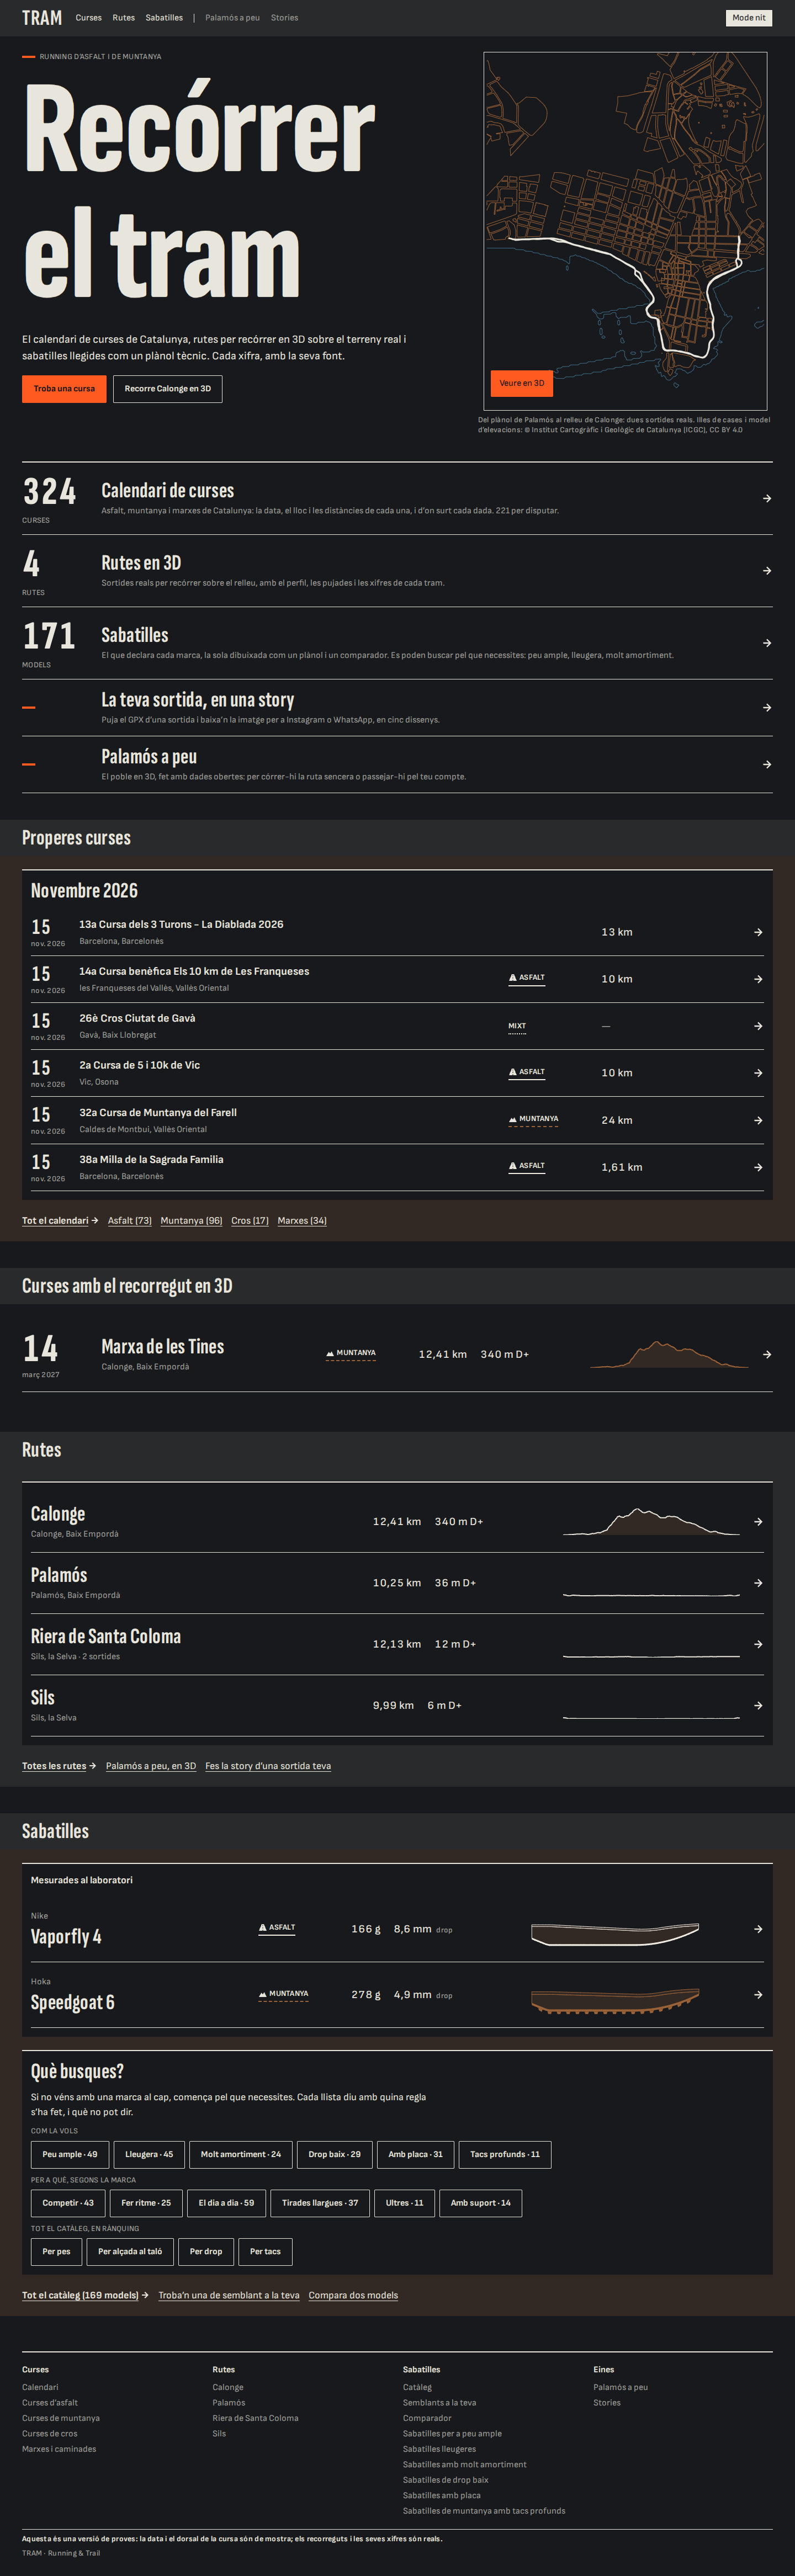 TRAM Curses Rutes Sabatilles | Palamós a peu Stories Mode nit
RUNNING D'ASFALT I DE MUNTANYA
Recórrer
el tram
El calendari de curses de Catalunya, rutes per recórrer en 3D sobre el terreny real i
sabatilles llegides com un plànol tècnic. Cada xifra, amb la seva font.
Troba una cursa Recorre Calonge en 3D
Veure en 3D
Del plànol de Palamós al relleu de Calonge: dues sortides reals. Illes de cases i model
d'elevacions: © Institut Cartogràfic i Geològic de Catalunya (ICGC), CC BY 4.0
324
CURSES
Calendari de curses
Asfalt, muntanya i marxes de Catalunya: la data, el lloc i les distàncies de cada una, i d'on surt cada dada. 221 per disputar.
→
4
RUTES
Rutes en 3D
Sortides reals per recórrer sobre el relleu, amb el perfil, les pujades i les xifres de cada tram.
→
171
MODELS
Sabatilles
El que declara cada marca, la sola dibuixada com un plànol i un comparador. Es poden buscar pel que necessites: peu ample, lleugera, molt amortiment.
→
La teva sortida, en una story
Puja el GPX d'una sortida i baixa'n la imatge per a Instagram o WhatsApp, en cinc dissenys.
→
Palamós a peu
El poble en 3D, fet amb dades obertes: per córrer-hi la ruta sencera o passejar-hi pel teu compte.
→
Properes curses
Novembre 2026
15 nov. 2026
13a Cursa dels 3 Turons - La Diablada 2026
Barcelona, Barcelonès
13 km →
15 nov. 2026
14a Cursa benèfica Els 10 km de Les Franqueses
les Franqueses del Vallès, Vallès Oriental
ASFALT 10 km →
15 nov. 2026
26è Cros Ciutat de Gavà
Gavà, Baix Llobregat
MIXT — →
15 nov. 2026
2a Cursa de 5 i 10k de Vic
Vic, Osona
ASFALT 10 km →
15 nov. 2026
32a Cursa de Muntanya del Farell
Caldes de Montbui, Vallès Oriental
MUNTANYA 24 km →
15 nov. 2026
38a Milla de la Sagrada Familia
Barcelona, Barcelonès
ASFALT 1,61 km →
Tot el calendari → Asfalt (73) Muntanya (96) Cros (17) Marxes (34)
Curses amb el recorregut en 3D
14
març 2027
Marxa de les Tines
Calonge, Baix Empordà
MUNTANYA 12,41 km 340 m D+ →
Rutes
Calonge
Calonge, Baix Empordà
12,41 km 340 m D+ →
Palamós
Palamós, Baix Empordà
10,25 km 36 m D+ →
Riera de Santa Coloma
Sils, la Selva · 2 sortides
12,13 km 12 m D+ →
Sils
Sils, la Selva
9,99 km 6 m D+ →
Totes les rutes → Palamós a peu, en 3D Fes la story d'una sortida teva
Sabatilles
Mesurades al laboratori
Nike
Vaporfly 4
ASFALT 166 g 8,6 mm drop →
Hoka
Speedgoat 6
MUNTANYA 278 g 4,9 mm drop →
Què busques?
Si no véns amb una marca al cap, comença pel que necessites. Cada llista diu amb quina regla
s'ha fet, i què no pot dir.
COM LA VOLS
Peu ample · 49 Lleugera · 45 Molt amortiment · 24 Drop baix · 29 Amb placa · 31 Tacs profunds · 11
PER A QUÈ, SEGONS LA MARCA
Competir · 43 Fer ritme · 25 El dia a dia · 59 Tirades llargues · 37 Ultres · 11 Amb suport · 14
TOT EL CATÀLEG, EN RÀNQUING
Per pes Per alçada al taló Per drop Per tacs
Tot el catàleg (169 models) → Troba'n una de semblant a la teva Compara dos models
Curses
Calendari
Curses d'asfalt
Curses de muntanya
Curses de cros
Marxes i caminades
Rutes
Calonge
Palamós
Riera de Santa Coloma
Sils
Sabatilles
Catàleg
Semblants a la teva
Comparador
Sabatilles per a peu ample
Sabatilles lleugeres
Sabatilles amb molt amortiment
Sabatilles de drop baix
Sabatilles amb placa
Sabatilles de muntanya amb tacs profunds
Eines
Palamós a peu
Stories
Aquesta és una versió de proves: la data i el dorsal de la cursa són de mostra; els recorreguts i les seves xifres són reals.
TRAM · Running & Trail